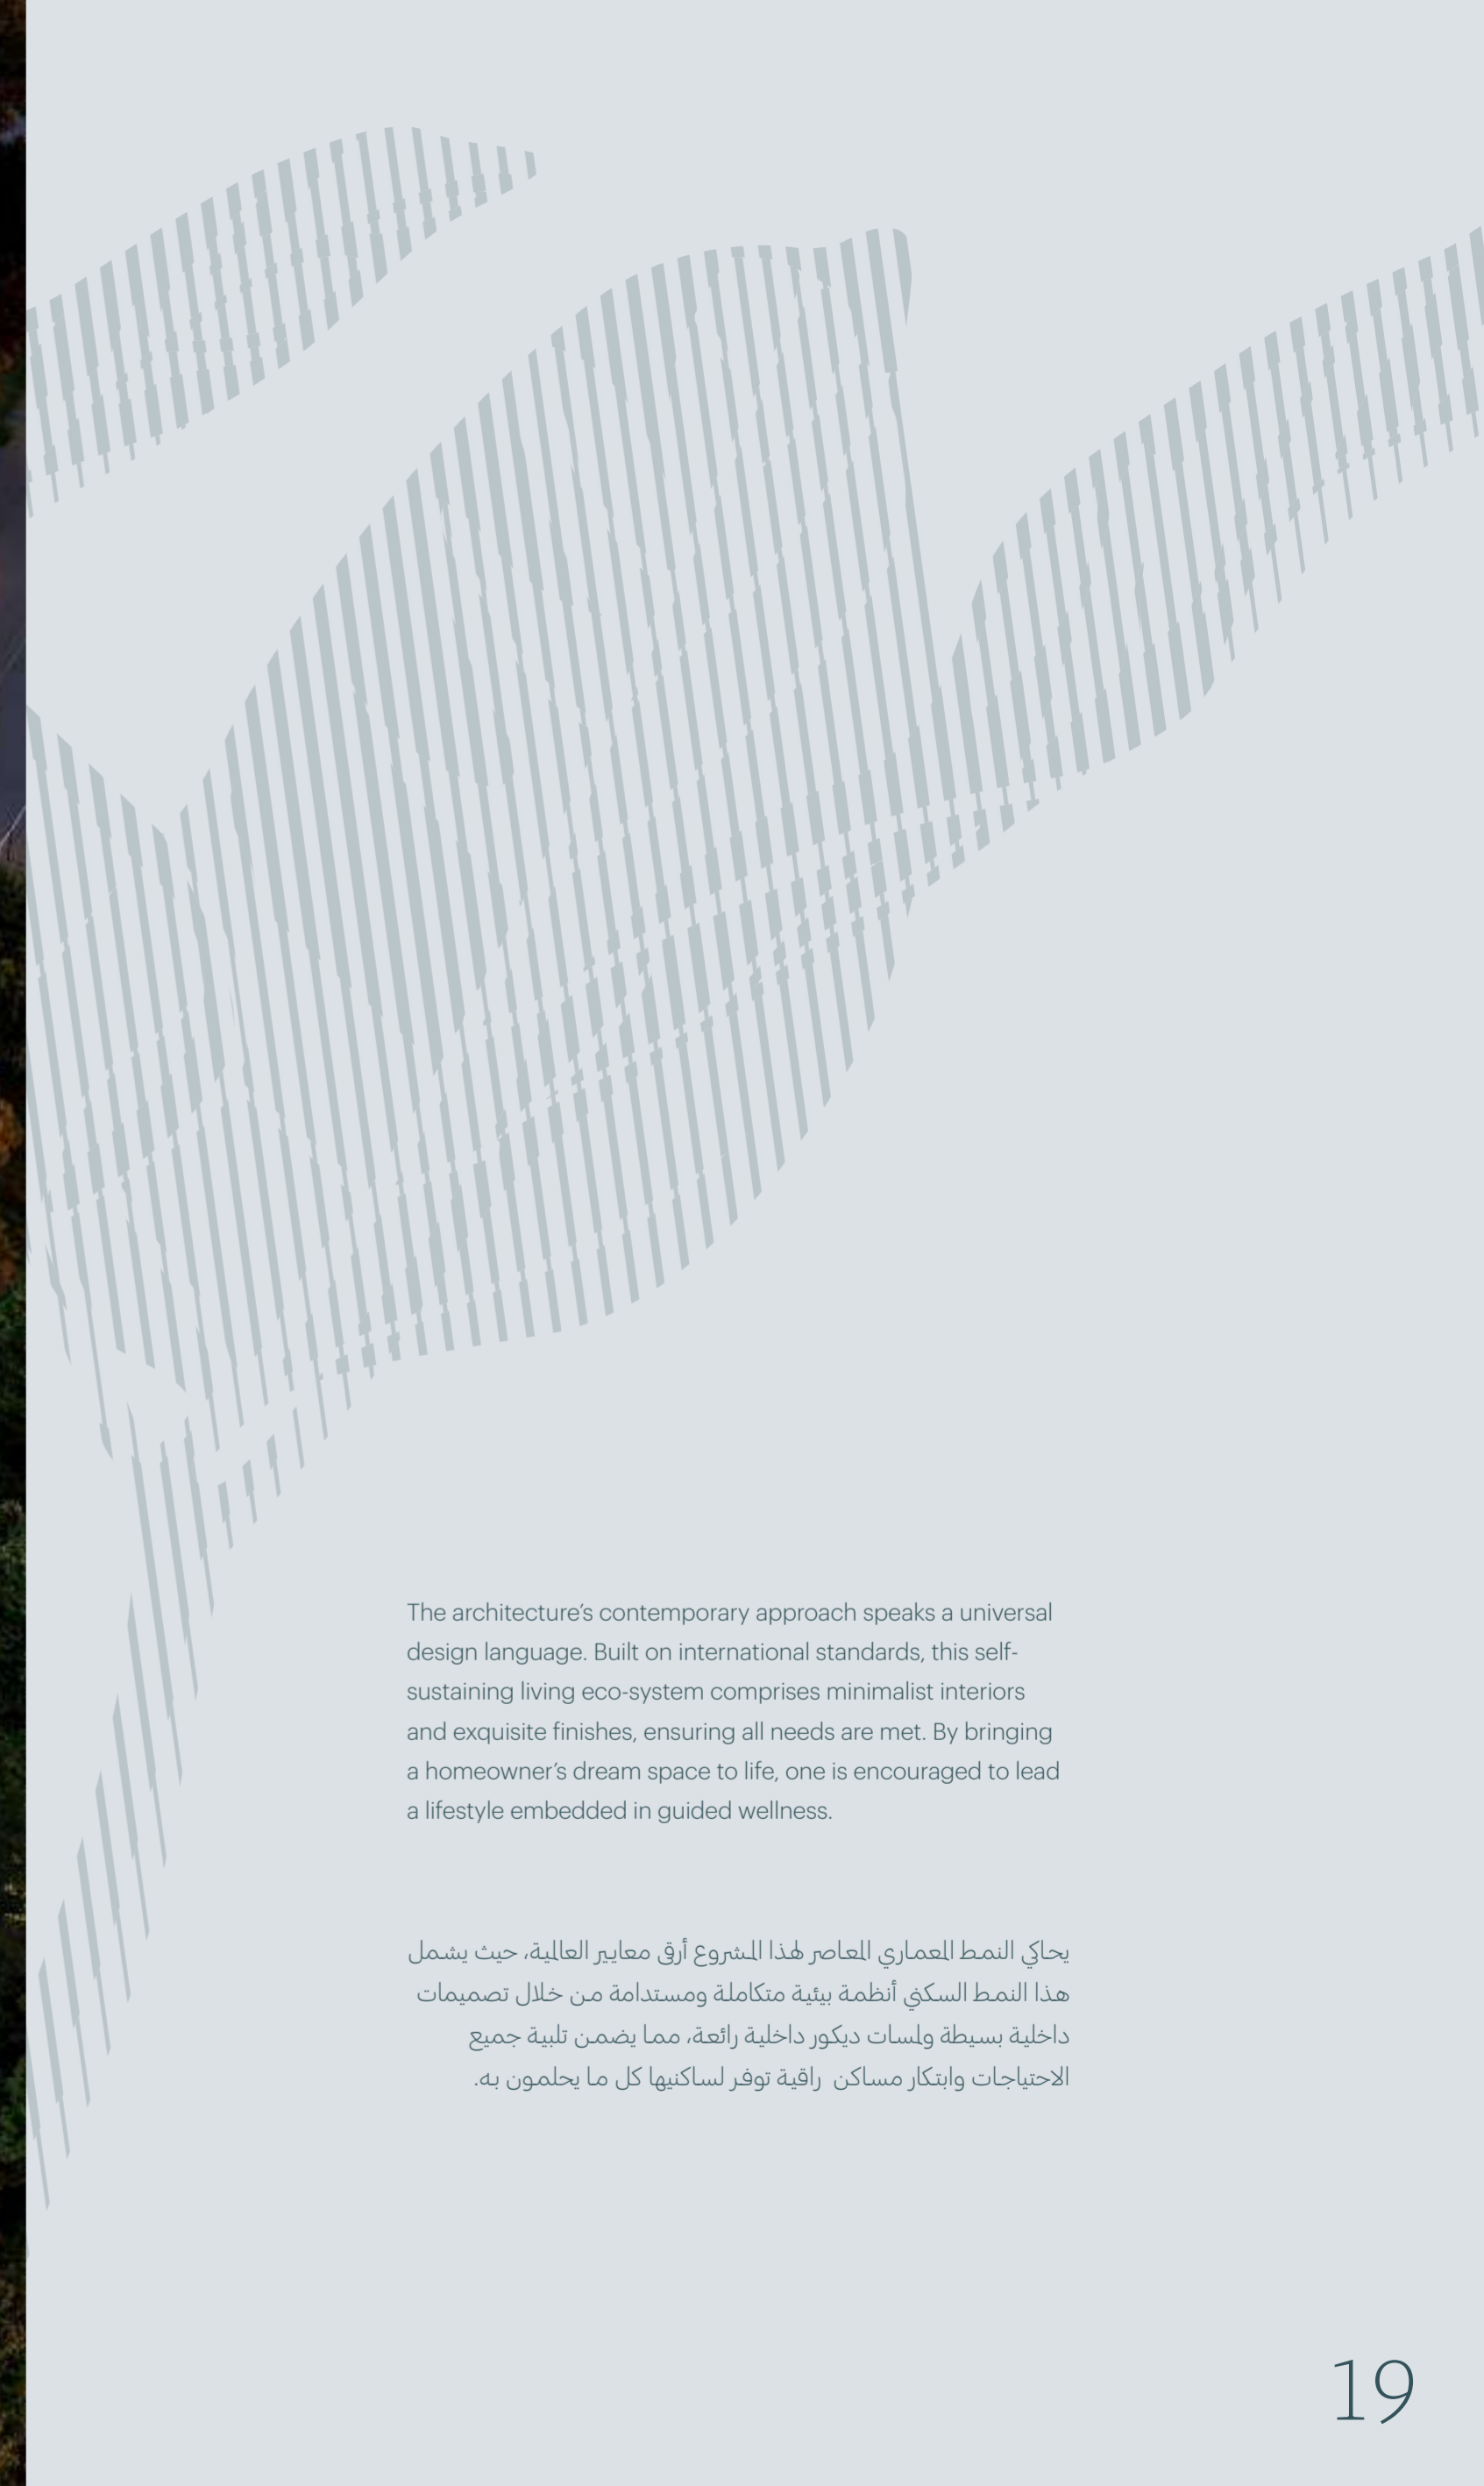 The architecture’s contemporary approach speaks a universal
design language. Built on international standards, this self-
sustaining living eco-system comprises minimalist interiors
and exquisite finishes, ensuring all needs are met. By bringing
a homeowner’s dream space to life, one is encouraged to lead
a lifestyle embedded in guided wellness.
يحاكي النمط المعماري المعاصر لهذا المشروع أرقى معايير العالمية، حيث يشمل
هذا النمط السكني أنظمة بيئية متكاملة ومستدامة من خلال تصميمات
داخلية بسيطة ولمسات ديكور داخلية رائعة، مما يضمن تلبية جميع
الاحتياجات وابتكار مساكن راقية توفر لساكنيها كل ما يحلمون به.
19